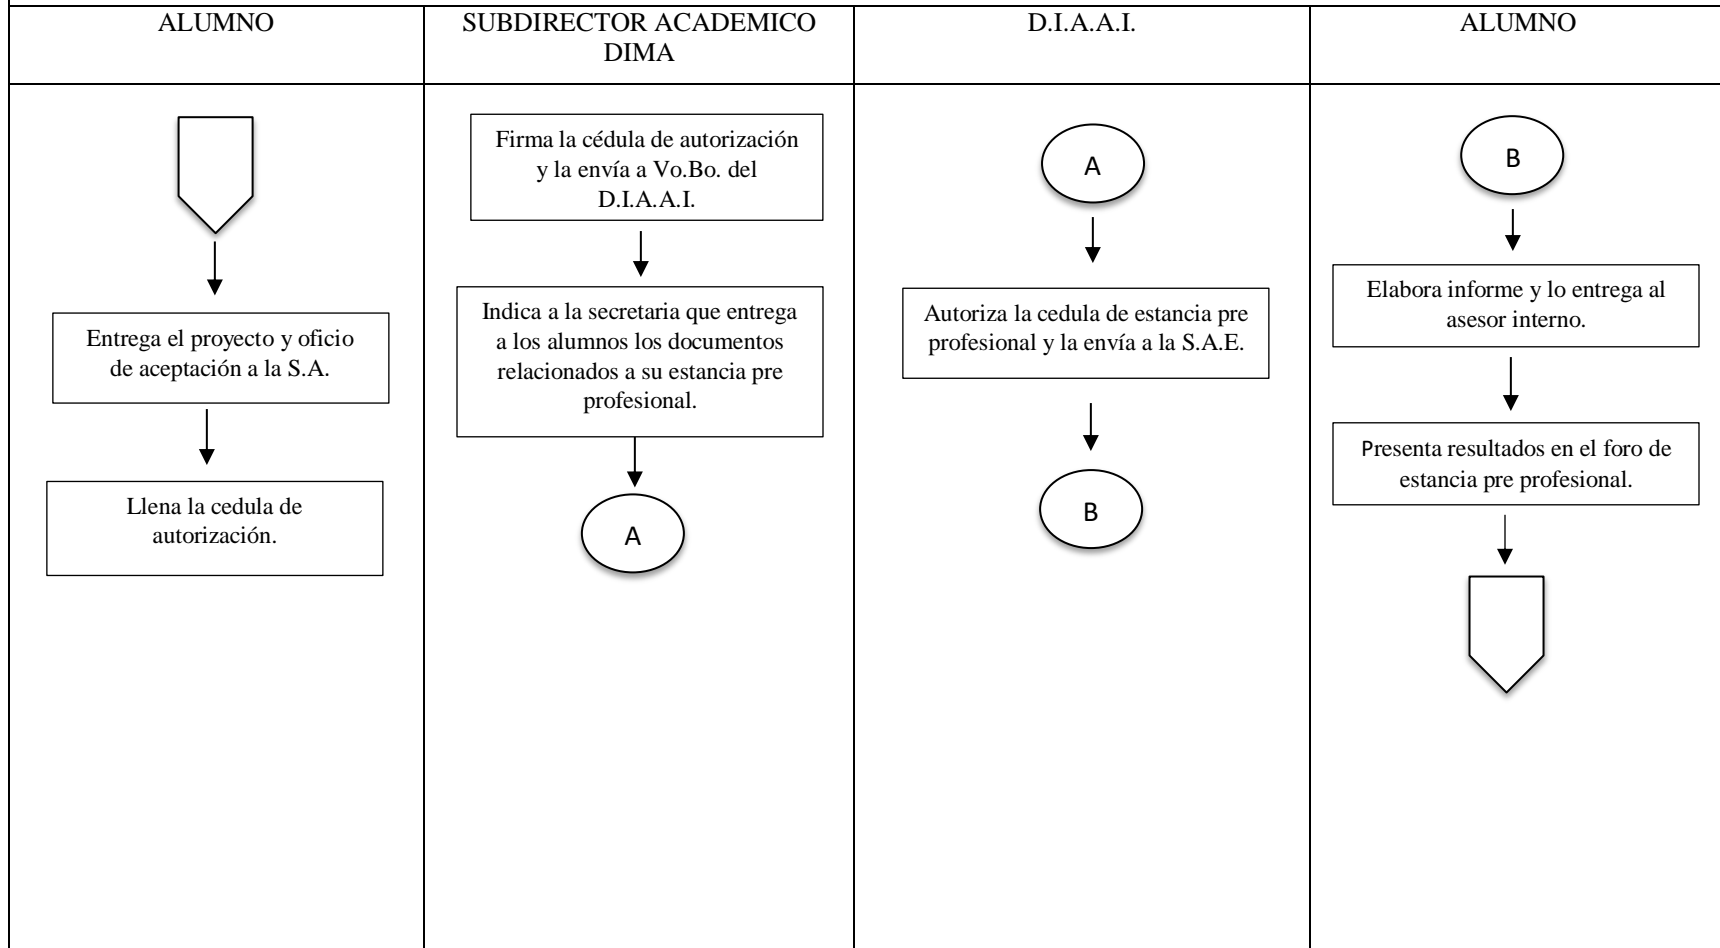 ALUMNO
SUBDIRECTOR ACADEMICO
DIMA
D.I.A.A.I.
ALUMNO
Entrega el proyecto y oficio
de aceptación a la S.A.
Llena la cedula de
autorización.
Firma la cédula de autorización
y la envía a Vo.Bo. del
D.I.A.A.I.
Indica a la secretaria que entrega
a los alumnos los documentos
relacionados a su estancia pre
profesional.
A
A
Autoriza la cedula de estancia pre
profesional y la envía a la S.A.E.
B
B
Elabora informe y lo entrega al
asesor interno.
Presenta resultados en el foro de
estancia pre profesional.